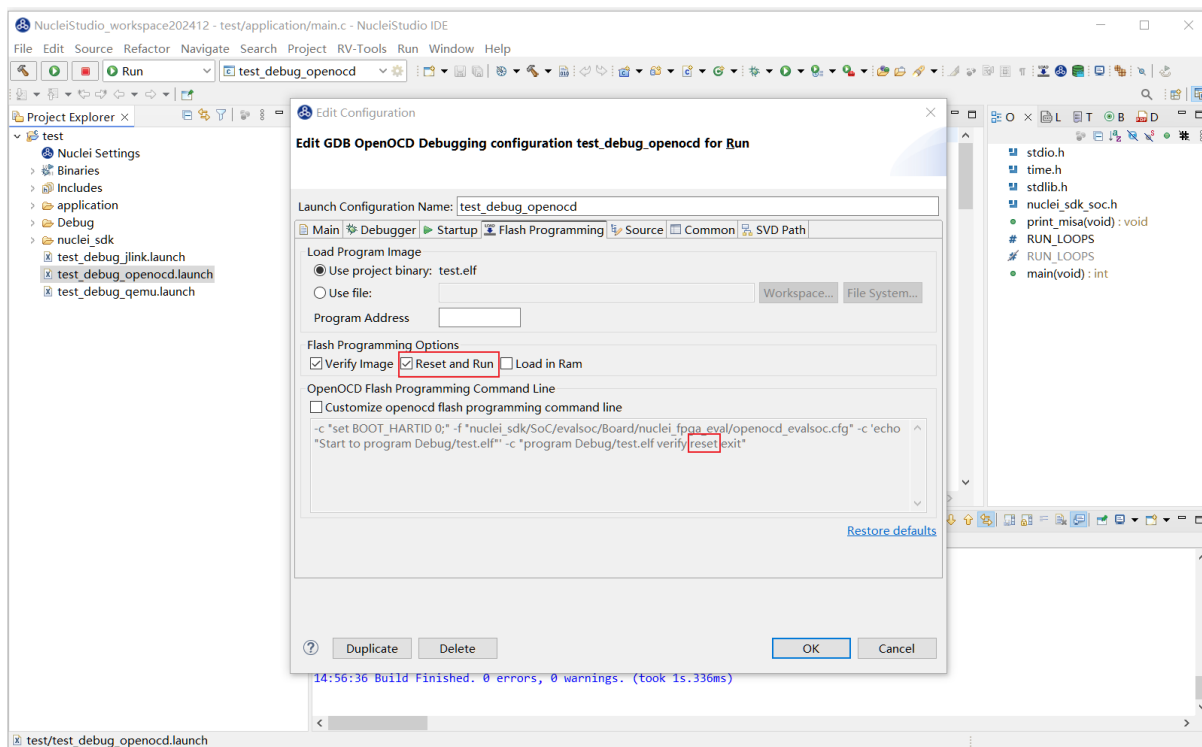 NucleiStudio_workspace202412 - test/application/main.c - NucleiStudio IDE
File Edit Source Refactor Navigate Search Project RV-Tools Run Window Help
Run
test_debug_openocd
Project Explorer
test
Nuclei Settings
Binaries
Includes
application
Debug
nuclei_sdk
test_debug_jlink.launch
test_debug_openocd.launch
test_debug_qemu.launch
Edit Configuration
Edit GDB OpenOCD Debugging configuration test_debug_openocd for Run
Launch Configuration Name: test_debug_openocd
Main Debugger Startup Flash Programming Source Common SVD Path
Load Program Image
Use project binary: test.elf
Use file: Workspace... File System...
Program Address
Flash Programming Options
Verify Image Reset and Run Load in Ram
OpenOCD Flash Programming Command Line
Customize openocd flash programming command line
-c "set BOOT_HARTID 0;" -f "nuclei_sdk/SoC/evalsoc/Board/nuclei_fpga_eval/openocd_evalsoc.cfg" -c 'echo
"Start to program Debug/test.elf"' -c "program Debug/test.elf verify reset exit"
Restore defaults
Duplicate Delete OK Cancel
O L T B D
stdio.h
time.h
stdlib.h
nuclei_sdk_soc.h
print_misa(void) : void
RUN_LOOPS
RUN_LOOPS
main(void) : int
14:56:36 Build Finished. 0 errors, 0 warnings. (took 1s.336ms)
test/test_debug_openocd.launch